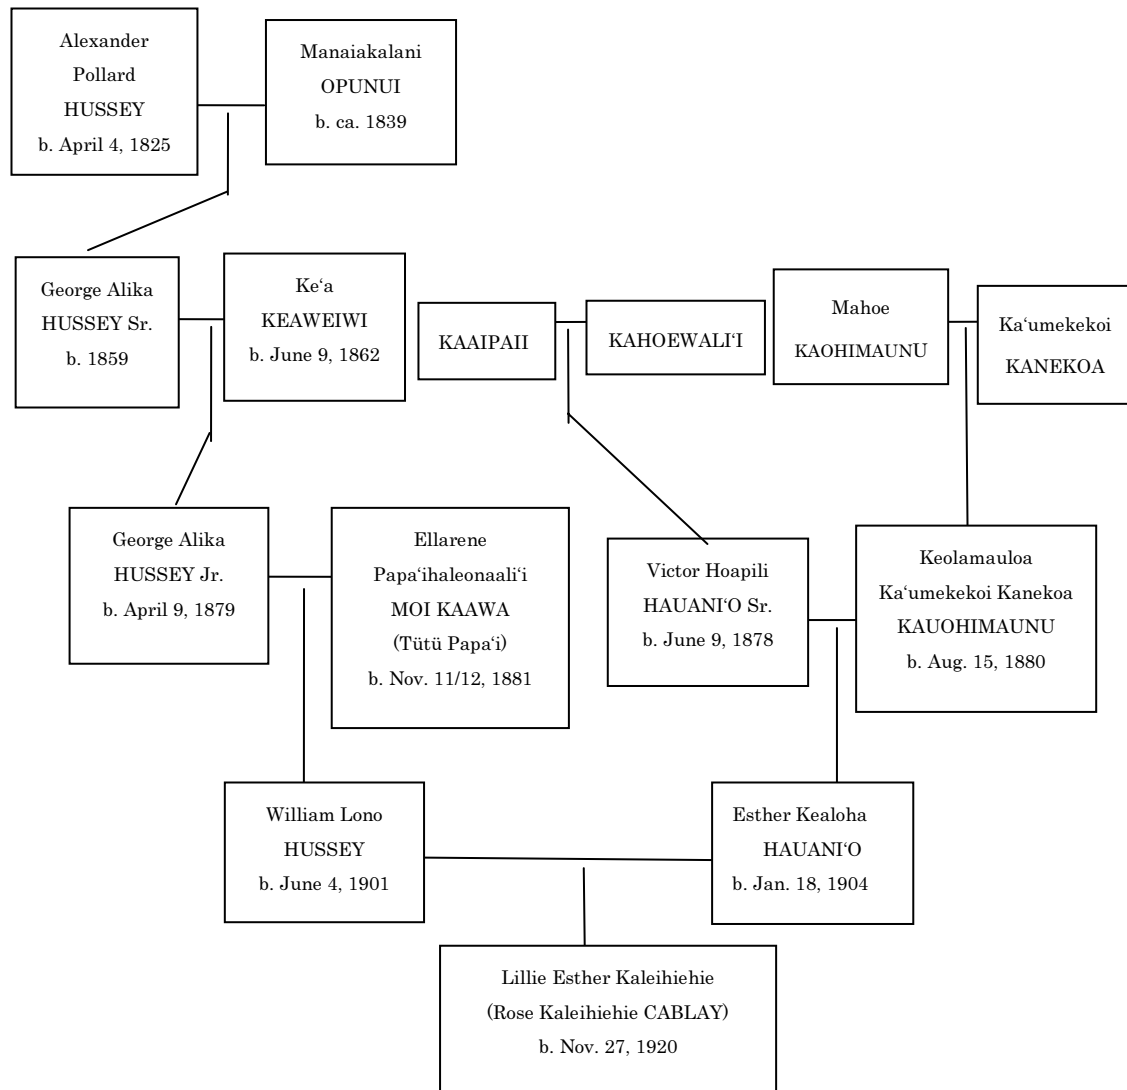 Alexander
Pollard
HUSSEY
b. April 4, 1825
Manaiakalani
OPUNUI
b. ca. 1839
George Alika
HUSSEY Sr.
b. 1859
Ke‘a
KEAWEIWI
b. June 9, 1862
KAAIPAII
KAHOEWALI‘I
Mahoe
KAOHIMAUNU
Ka‘umekekoi
KANEKOA
George Alika
HUSSEY Jr.
b. April 9, 1879
Ellarene
Papa‘ihaleonaali‘i
MOI KAAWA
(Tütü Papa‘i)
b. Nov. 11/12, 1881
Victor Hoapili
HAUANI‘O Sr.
b. June 9, 1878
Keolamauloa
Ka‘umekekoi Kanekoa
KAUOHIMAUNU
b. Aug. 15, 1880
William Lono
HUSSEY
b. June 4, 1901
Esther Kealoha
HAUANI‘O
b. Jan. 18, 1904
Lillie Esther Kaleihiehie
(Rose Kaleihiehie CABLAY)
b. Nov. 27, 1920